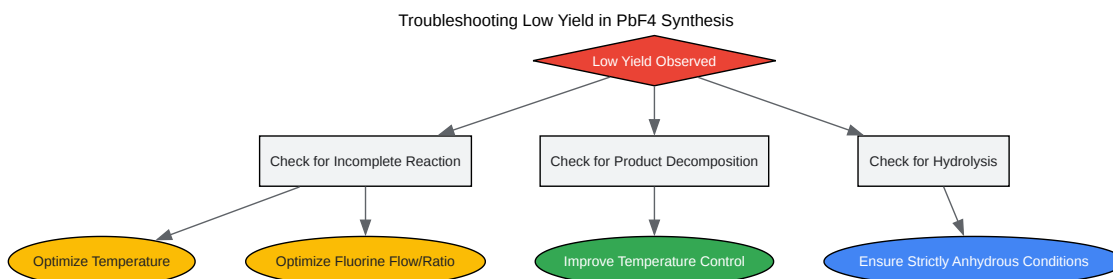 Troubleshooting Low Yield in PbF4 Synthesis
Low Yield Observed
Check for Incomplete Reaction
Check for Product Decomposition
Check for Hydrolysis
Optimize Temperature
Optimize Fluorine Flow/Ratio
Improve Temperature Control
Ensure Strictly Anhydrous Conditions